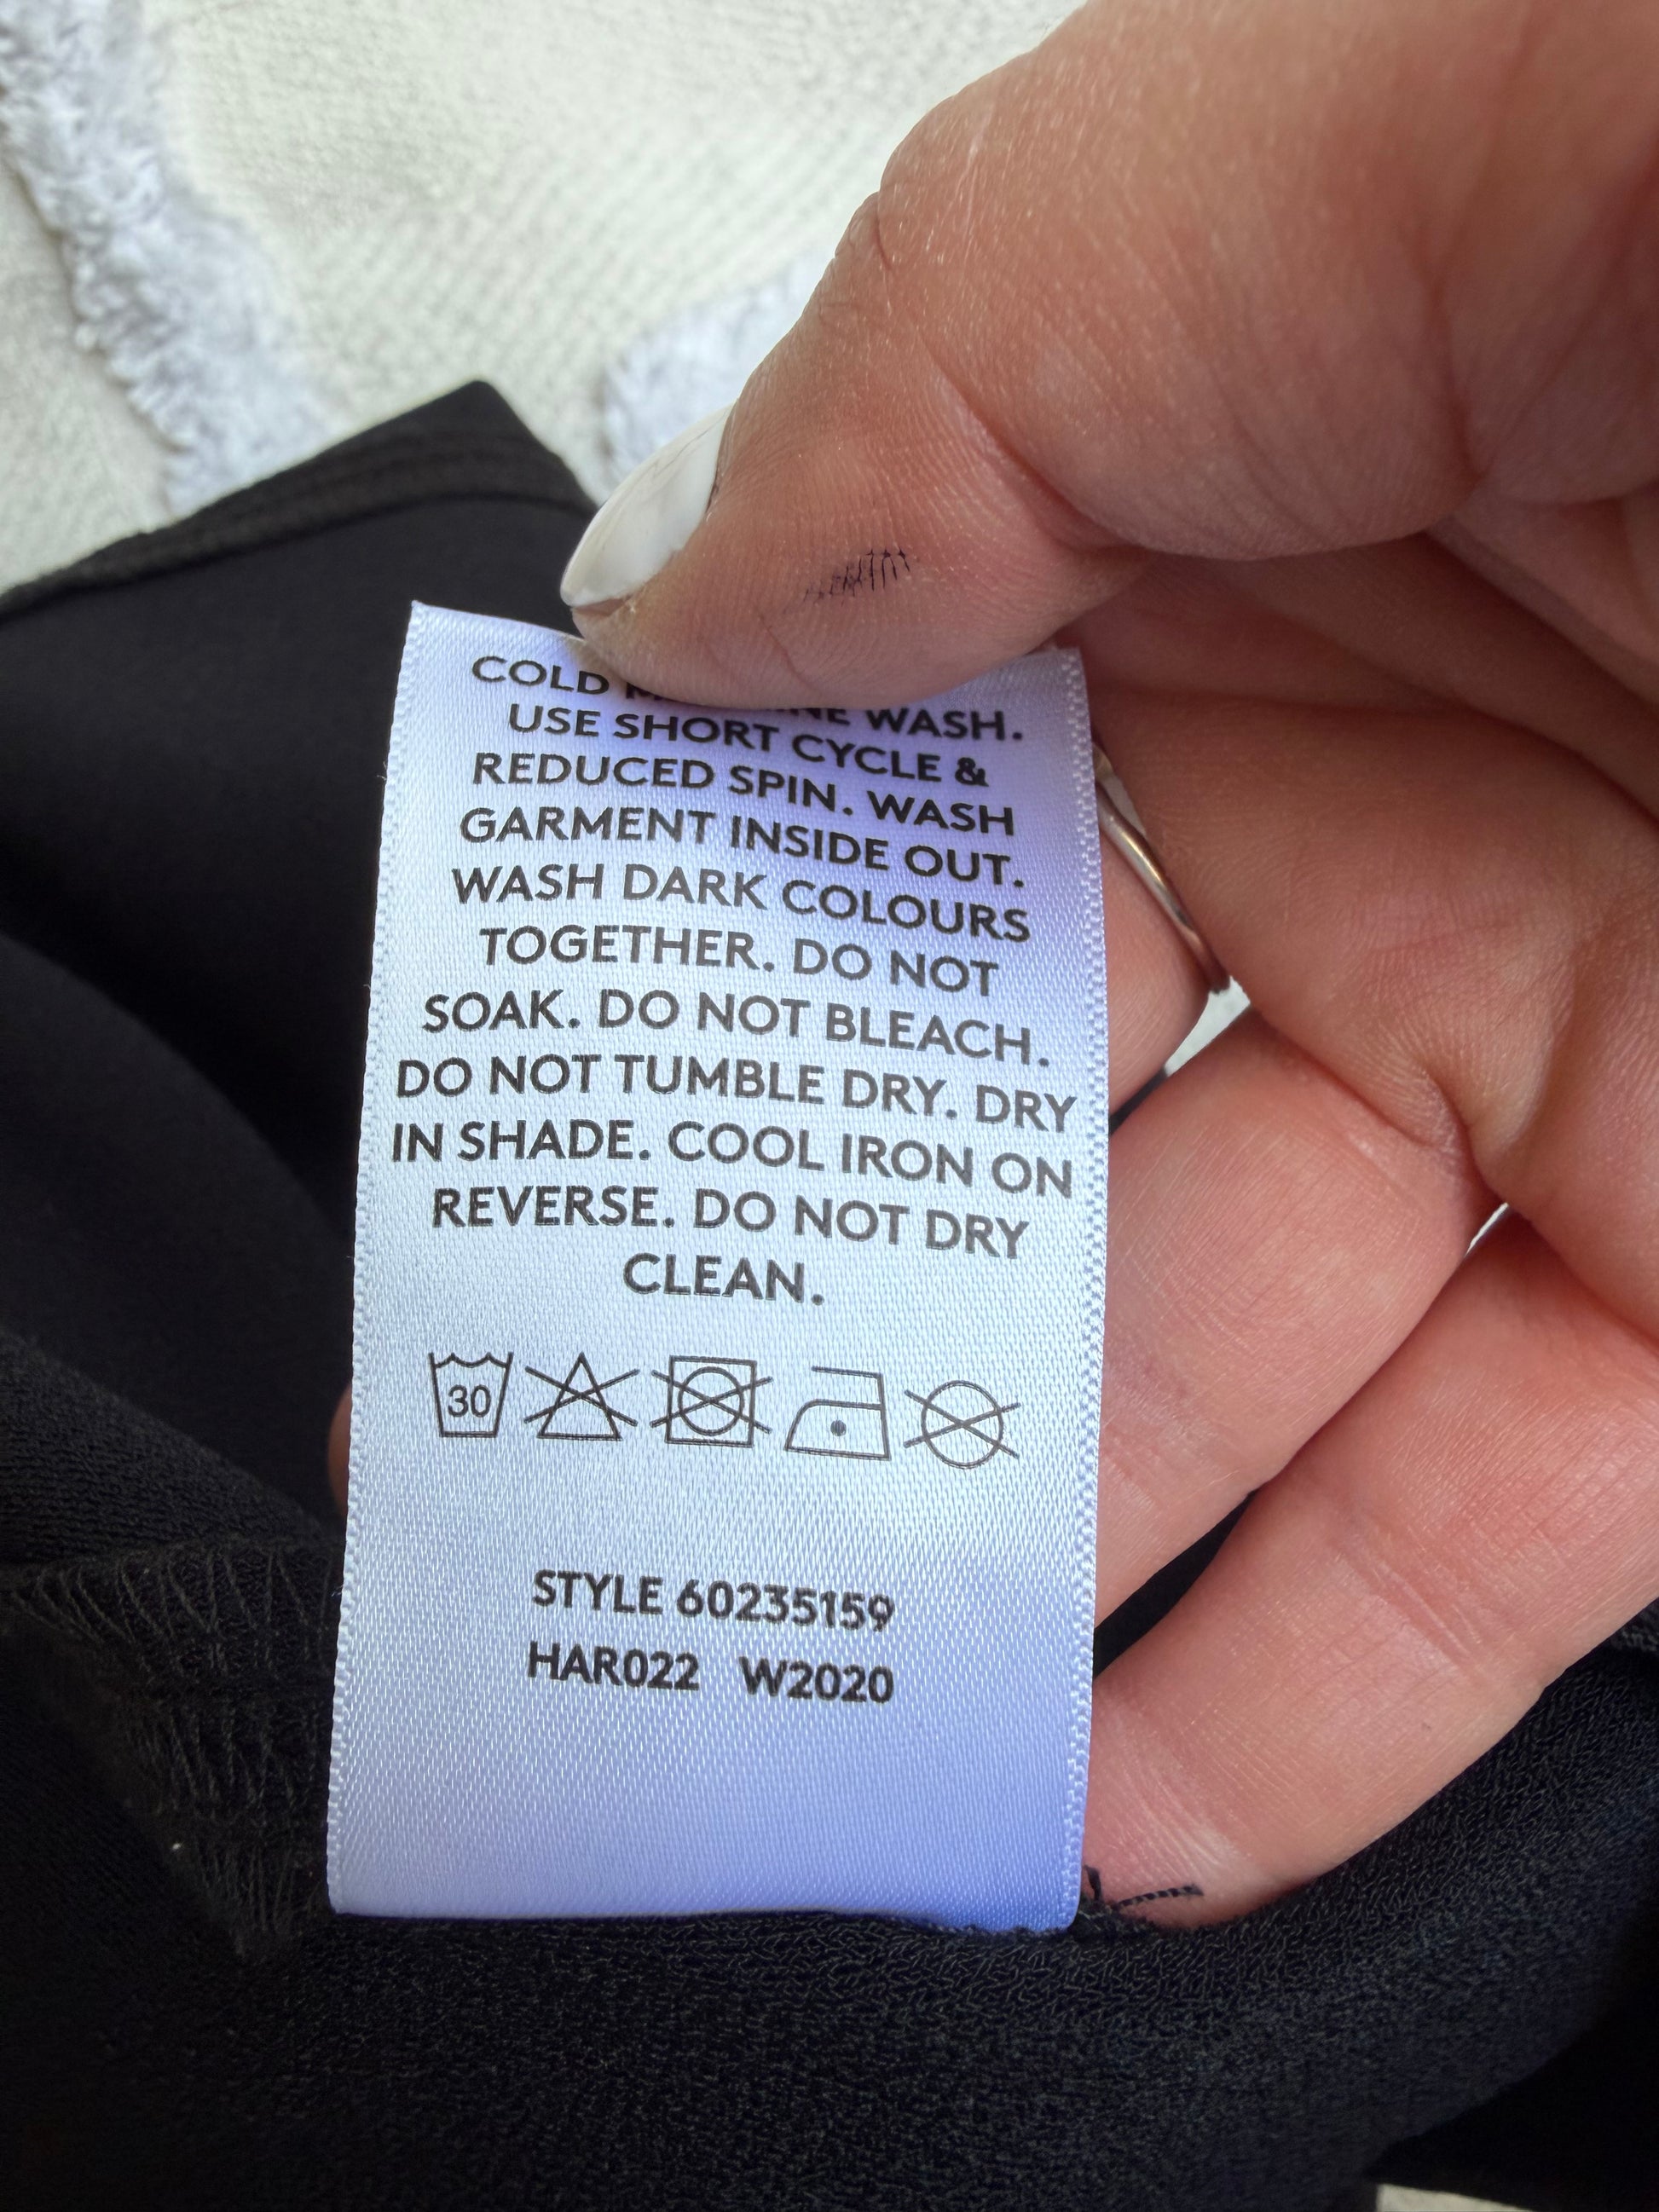 COLD WASH.
USE SHORT CYCLE &
REDUCED SPIN. WASH
GARMENT INSIDE OUT.
WASH DARK COLOURS
TOGETHER. DO NOT
SOAK. DO NOT BLEACH.
DO NOT TUMBLE DRY. DRY
IN SHADE. COOL IRON ON
REVERSE. DO NOT DRY
CLEAN.
30
STYLE 60235159
HAR022 W2020